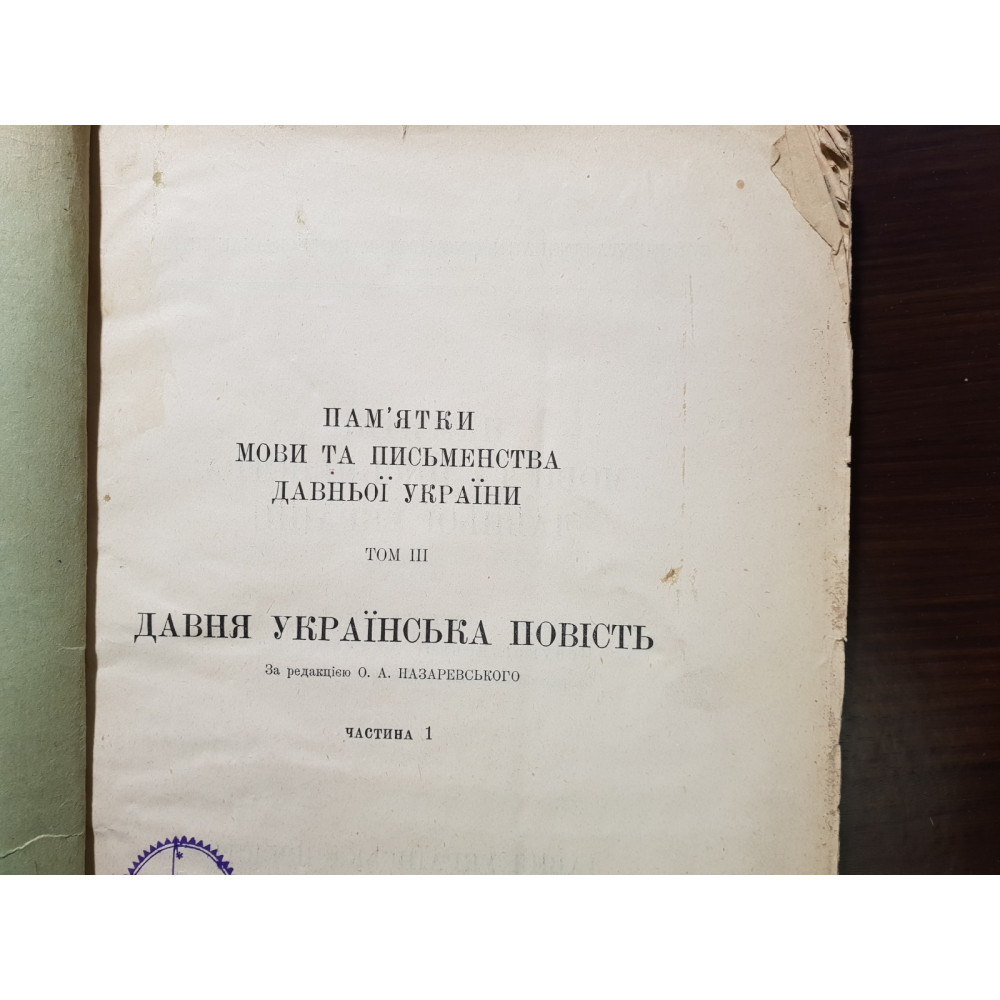 ПАМ'ЯТКИ
МОВИ ТА ПИСЬМЕНСТВА
ДАВНЬОЇ УКРАЇНИ
ТОМ III
ДАВНЯ УКРАЇНСЬКА ПОВІСТЬ
За редакцією О. А. НАЗАРЕВСЬКОГО
ЧАСТИНА 1